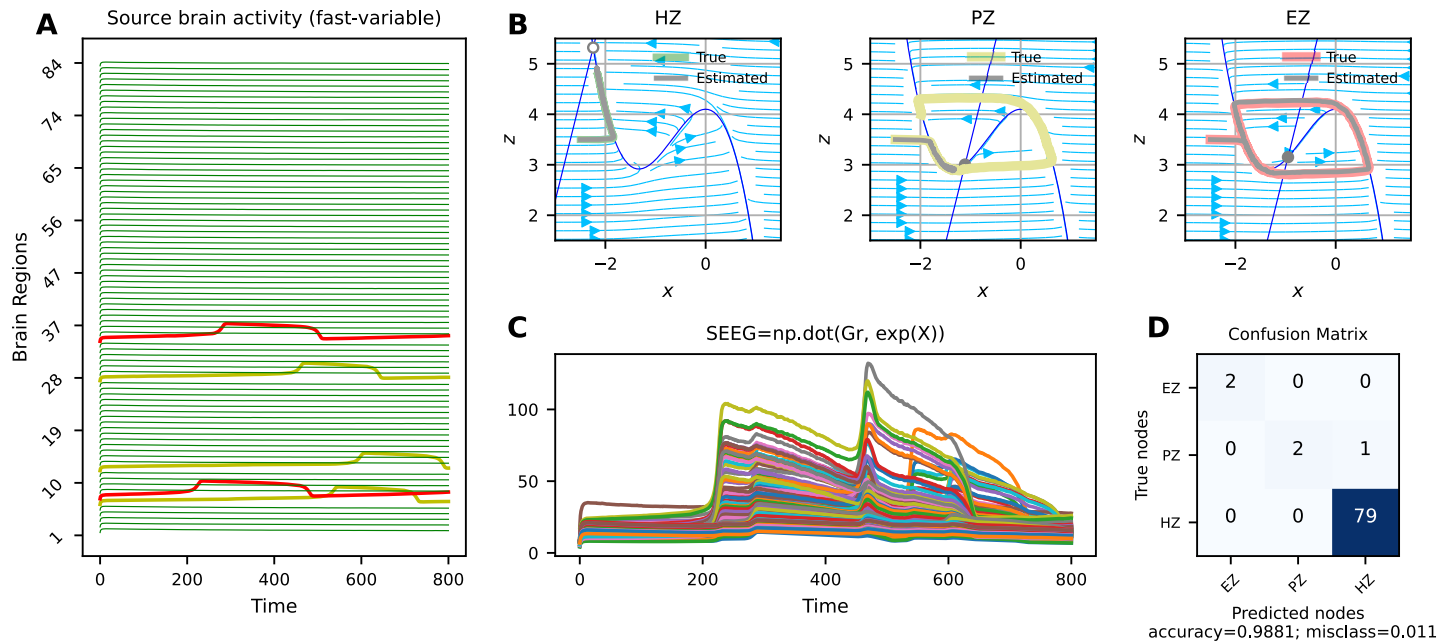 A
Source brain activity (fast-variable)
Brain Regions
84
74
65
56
47
37
28
19
10
1
0
200
400
600
800
Time
B
HZ
True
Estimated
z
5
4
3
2
−2
0
x
PZ
True
Estimated
z
5
4
3
2
−2
0
x
EZ
True
Estimated
z
5
4
3
2
−2
0
x
C
SEEG=np.dot(Gr, exp(X))
100
50
0
0
200
400
600
800
Time
D
Confusion Matrix
True nodes
EZ
2
0
0
PZ
0
2
1
HZ
0
0
79
EZ
PZ
HZ
Predicted nodes
accuracy=0.9881; misclass=0.011